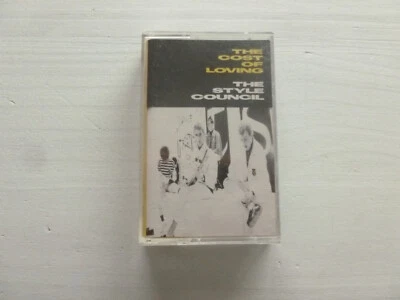 THE
COST
OF
LOVING
THE
STYLE
COUNCIL